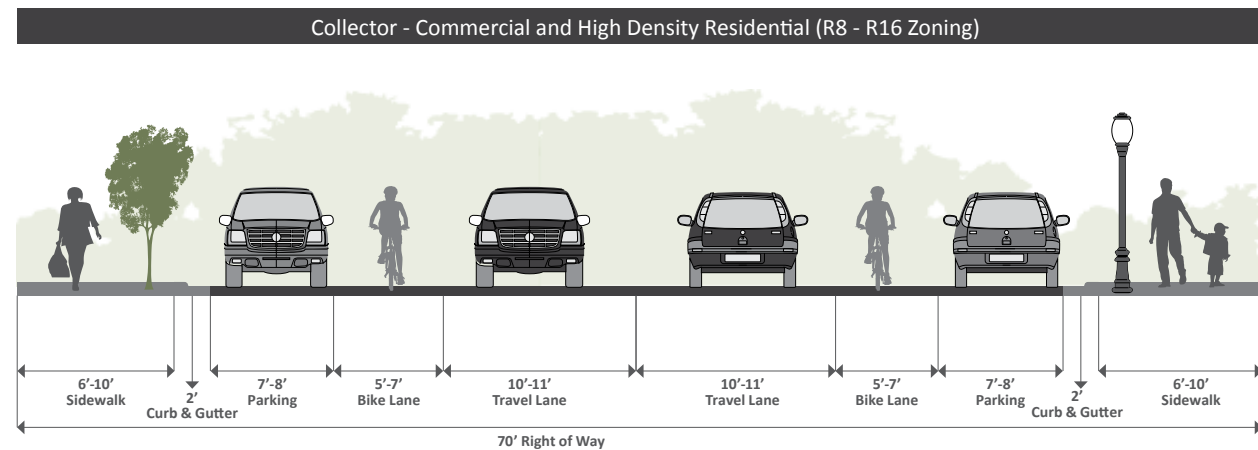 Collector - Commercial and High Density Residential (R8 - R16 Zoning)
6'-10'
Sidewalk
2'
Curb & Gutter
7'-8'
Parking
5'-7'
Bike Lane
10'-11'
Travel Lane
10'-11'
Travel Lane
5'-7'
Bike Lane
7'-8'
Parking
2'
Curb & Gutter
6'-10'
Sidewalk
70' Right of Way